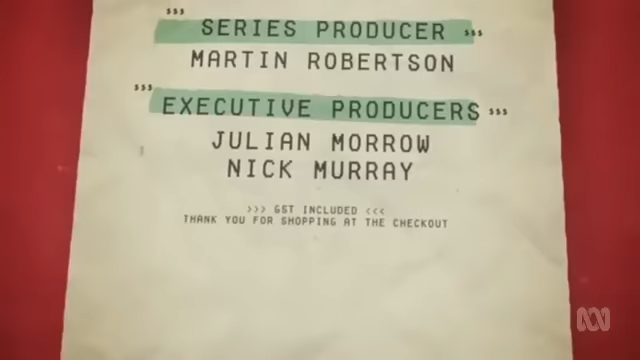 $$$ SERIES PRODUCER $$$
MARTIN ROBERTSON
$$$ EXECUTIVE PRODUCERS $$$
JULIAN MORROW
NICK MURRAY
>>> GST INCLUDED <<<
THANK YOU FOR SHOPPING AT THE CHECKOUT